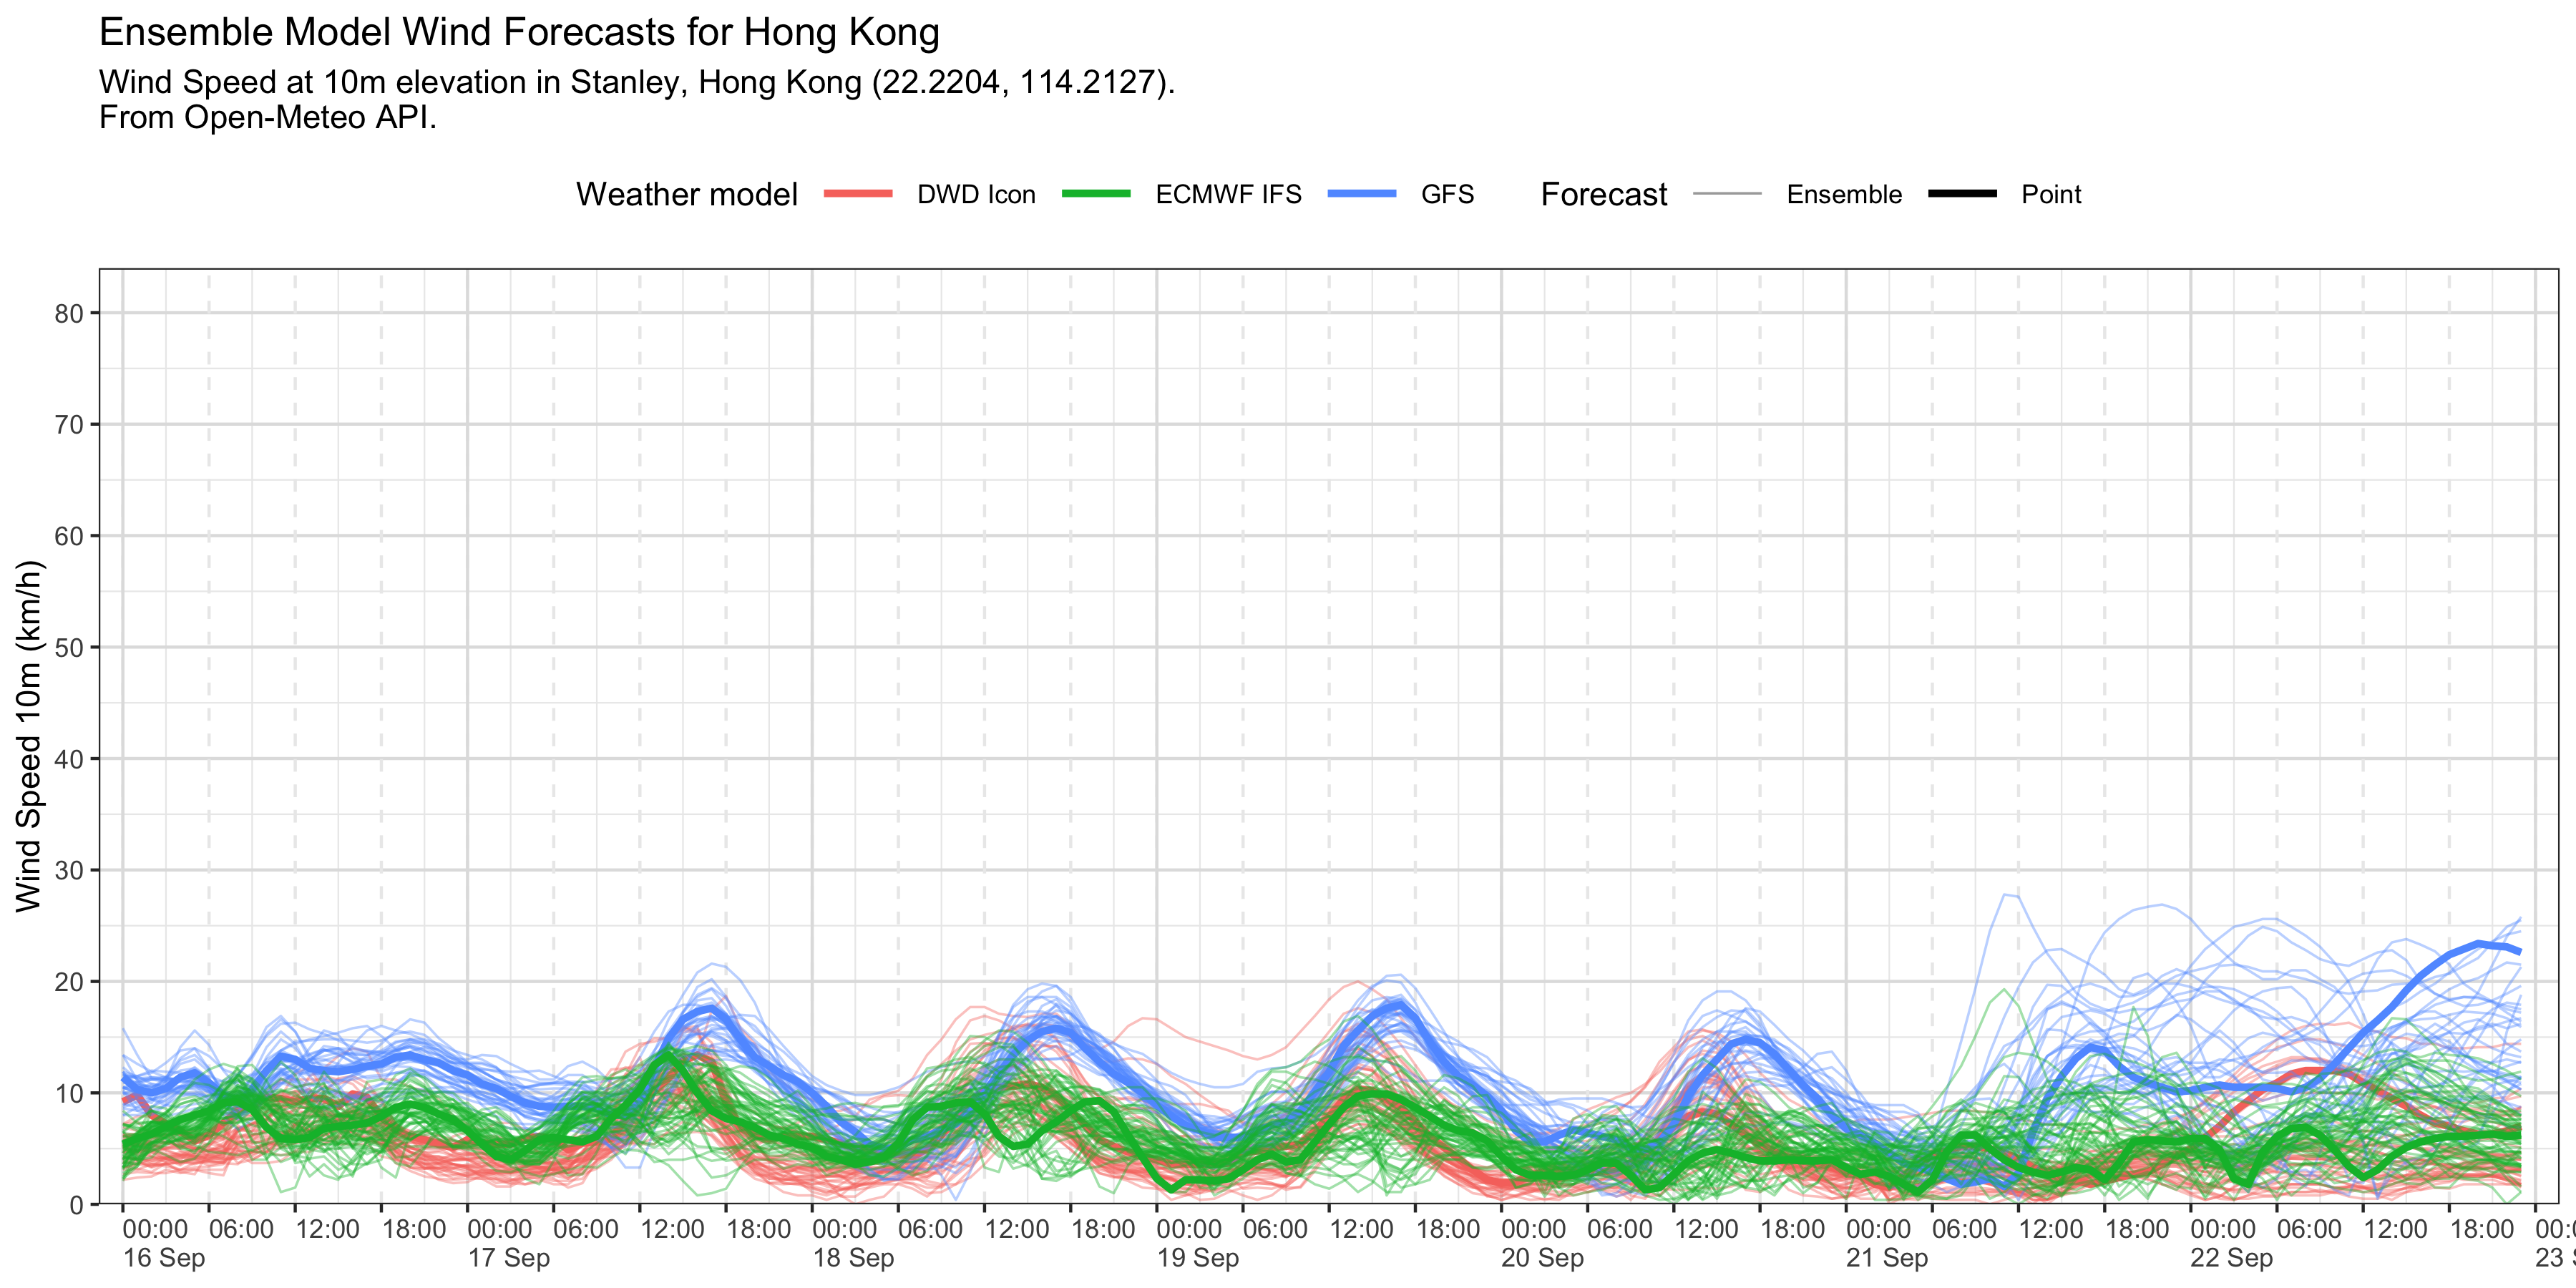 Ensemble Model Wind Forecasts for Hong Kong
Wind Speed at 10m elevation in Stanley, Hong Kong (22.2204, 114.2127).
From Open-Meteo API.
Weather model DWD Icon ECMWF IFS GFS Forecast Ensemble Point
Wind Speed 10m (km/h)
80
70
60
50
40
30
20
10
0
00:00 06:00 12:00 18:00 00:00 06:00 12:00 18:00 00:00 06:00 12:00 18:00 00:00 06:00 12:00 18:00 00:00 06:00 12:00 18:00 00:00 06:00 12:00 18:00 00:00 06:00 12:00 18:00
16 Sep 17 Sep 18 Sep 19 Sep 20 Sep 21 Sep 22 Sep 23